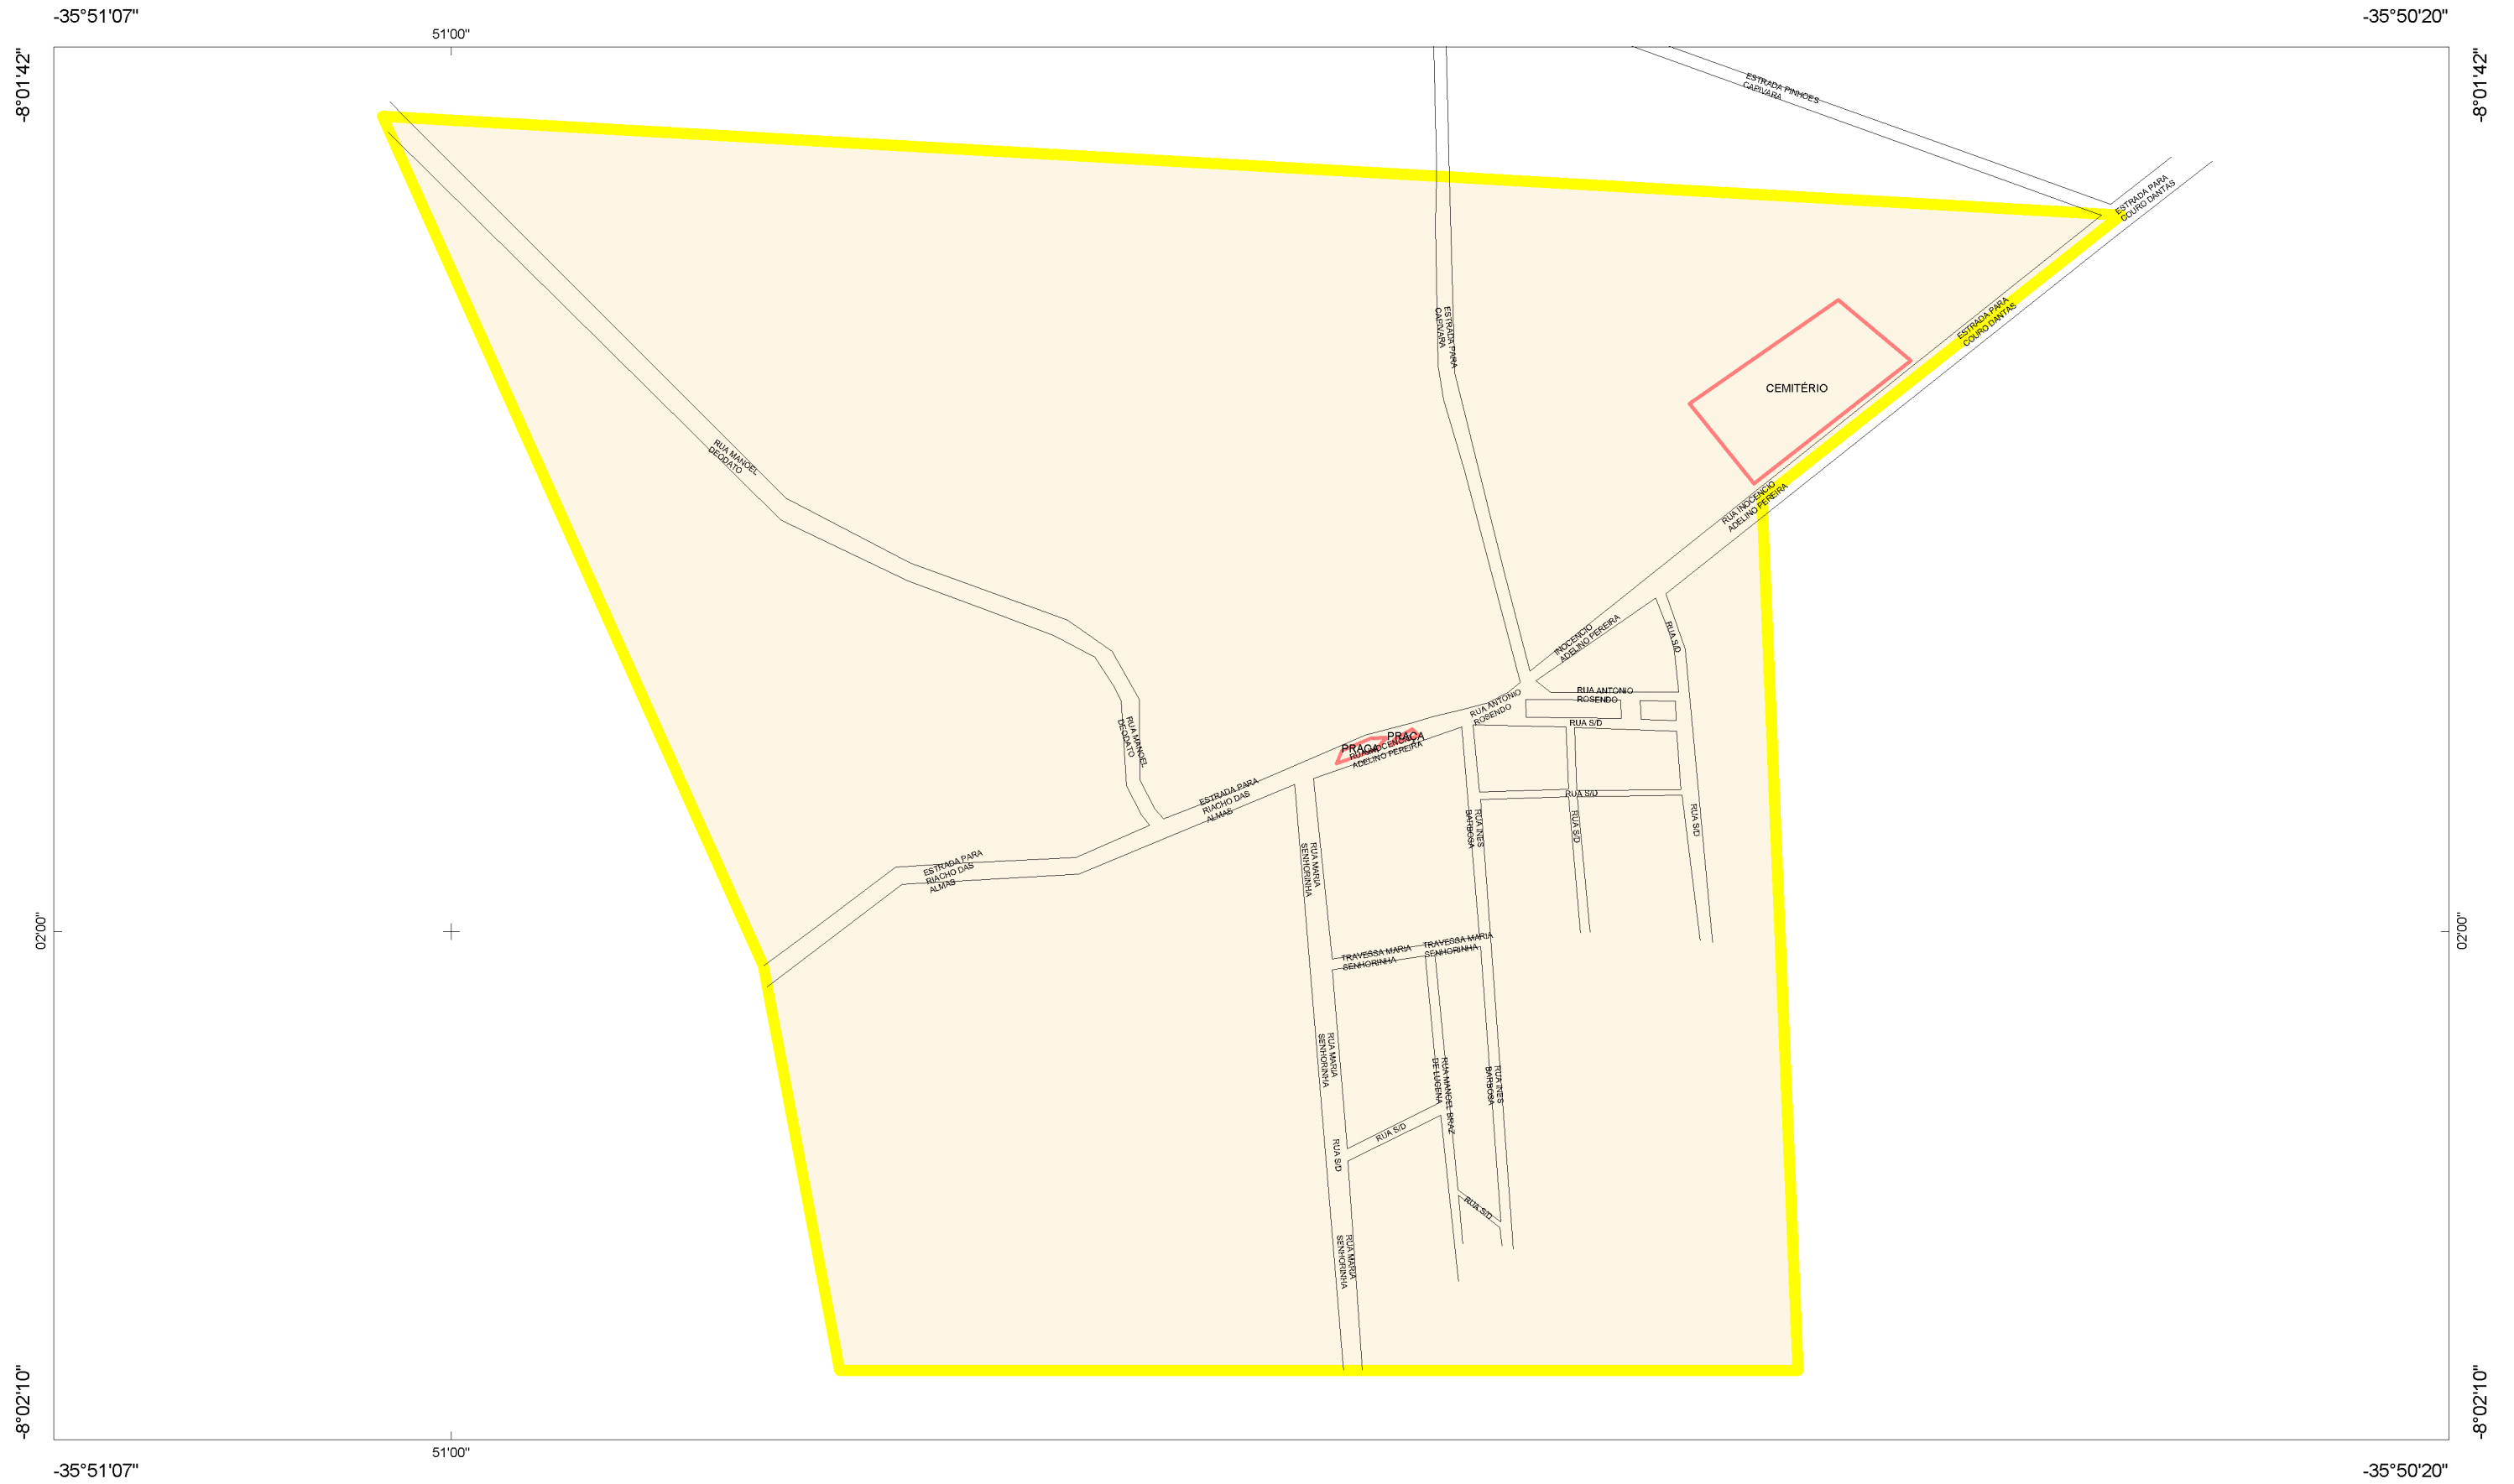 -35°51'07"
-35°50'20"
51'00"
-8°01'42"
-8°01'42"
ESTRADA PINHOES
CAPIVARA
ESTRADA PARA
COURO DANTAS
ESTRADA PARA
CAPIVARA
ESTRADA PARA
COURO DANTAS
CEMITÉRIO
RUA MANOEL
DEODATO
RUA INOCENCIO
ADELINO PEREIRA
INOCENCIO
ADELINO PEREIRA
RUA S/D
RUA ANTONIO
ROSENDO
RUA ANTONIO
ROSENDO
RUA S/D
RUA MANOEL
DEODATO
PRAÇA
PRAÇA
RUA INOCENCIO
ADELINO PEREIRA
ESTRADA PARA
RIACHO DAS
ALMAS
RUA S/D
RUA INES
BARBOSA
RUA S/D
RUA S/D
ESTRADA PARA
RIACHO DAS
ALMAS
RUA MARIA
SENHORINHA
02'00"
02'00"
TRAVESSA MARIA
SENHORINHA
TRAVESSA MARIA
SENHORINHA
RUA MARIA
SENHORINHA
RUA MANOEL BRAZ
DE LUCENA
RUA INES
BARBOSA
RUA S/D
RUA S/D
RUA S/D
RUA MARIA
SENHORINHA
-8°02'10"
-8°02'10"
51'00"
-35°51'07"
-35°50'20"